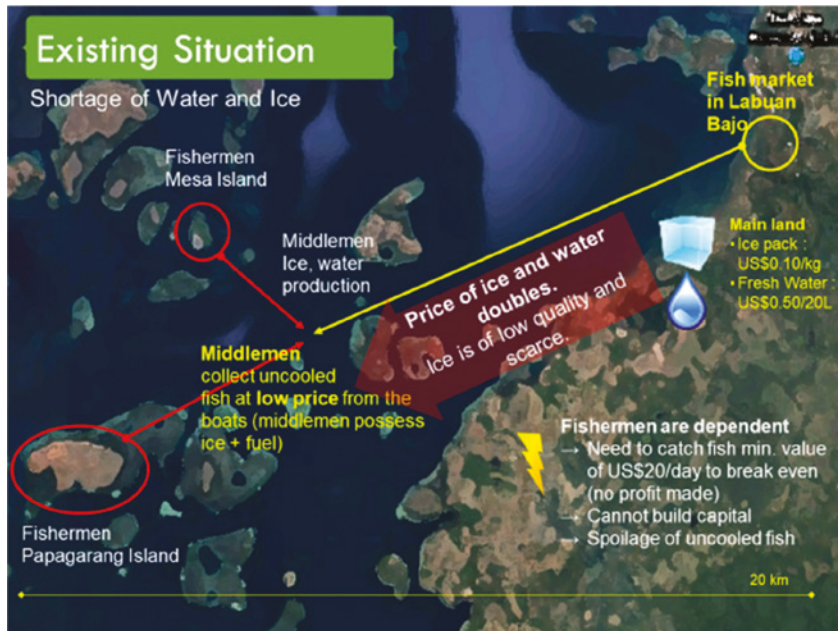 Existing Situation
Shortage of Water and Ice
Fish market
in Labuan
Bajo
Fishermen
Mesa Island
Middlemen
Ice, water
production
Price of ice and water
doubles.
Ice is of low quality and
scarce.
Main land
• Ice pack :
US$0.10/kg
• Fresh Water :
US$0.50/20L
Middlemen
collect uncooled
fish at low price from the
boats (middlemen possess
ice + fuel)
Fishermen are dependent
→ Need to catch fish min. value
of US$20/day to break even
(no profit made)
→ Cannot build capital
→ Spoilage of uncooled fish
Fishermen
Papagarang Island
20 km